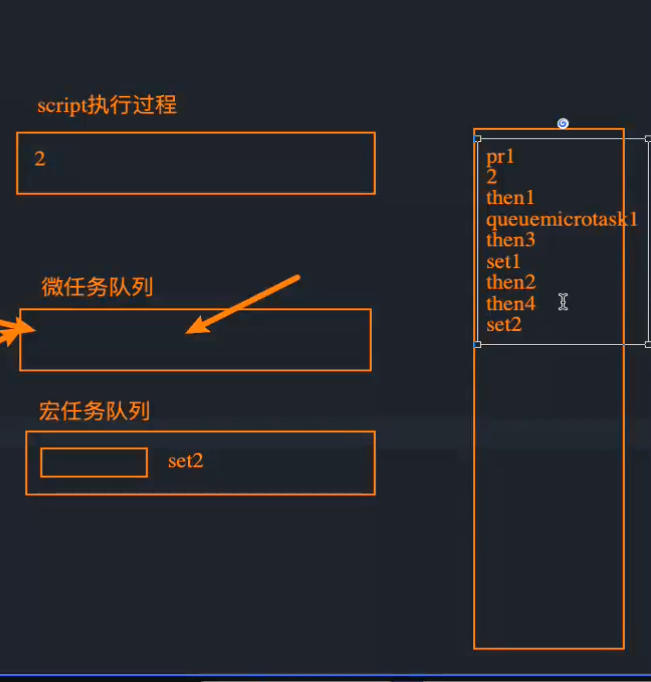 script执行过程
2
微任务队列
宏任务队列
set2
pr1
2
then1
queuemicrotask1
then3
set1
then2
then4
set2